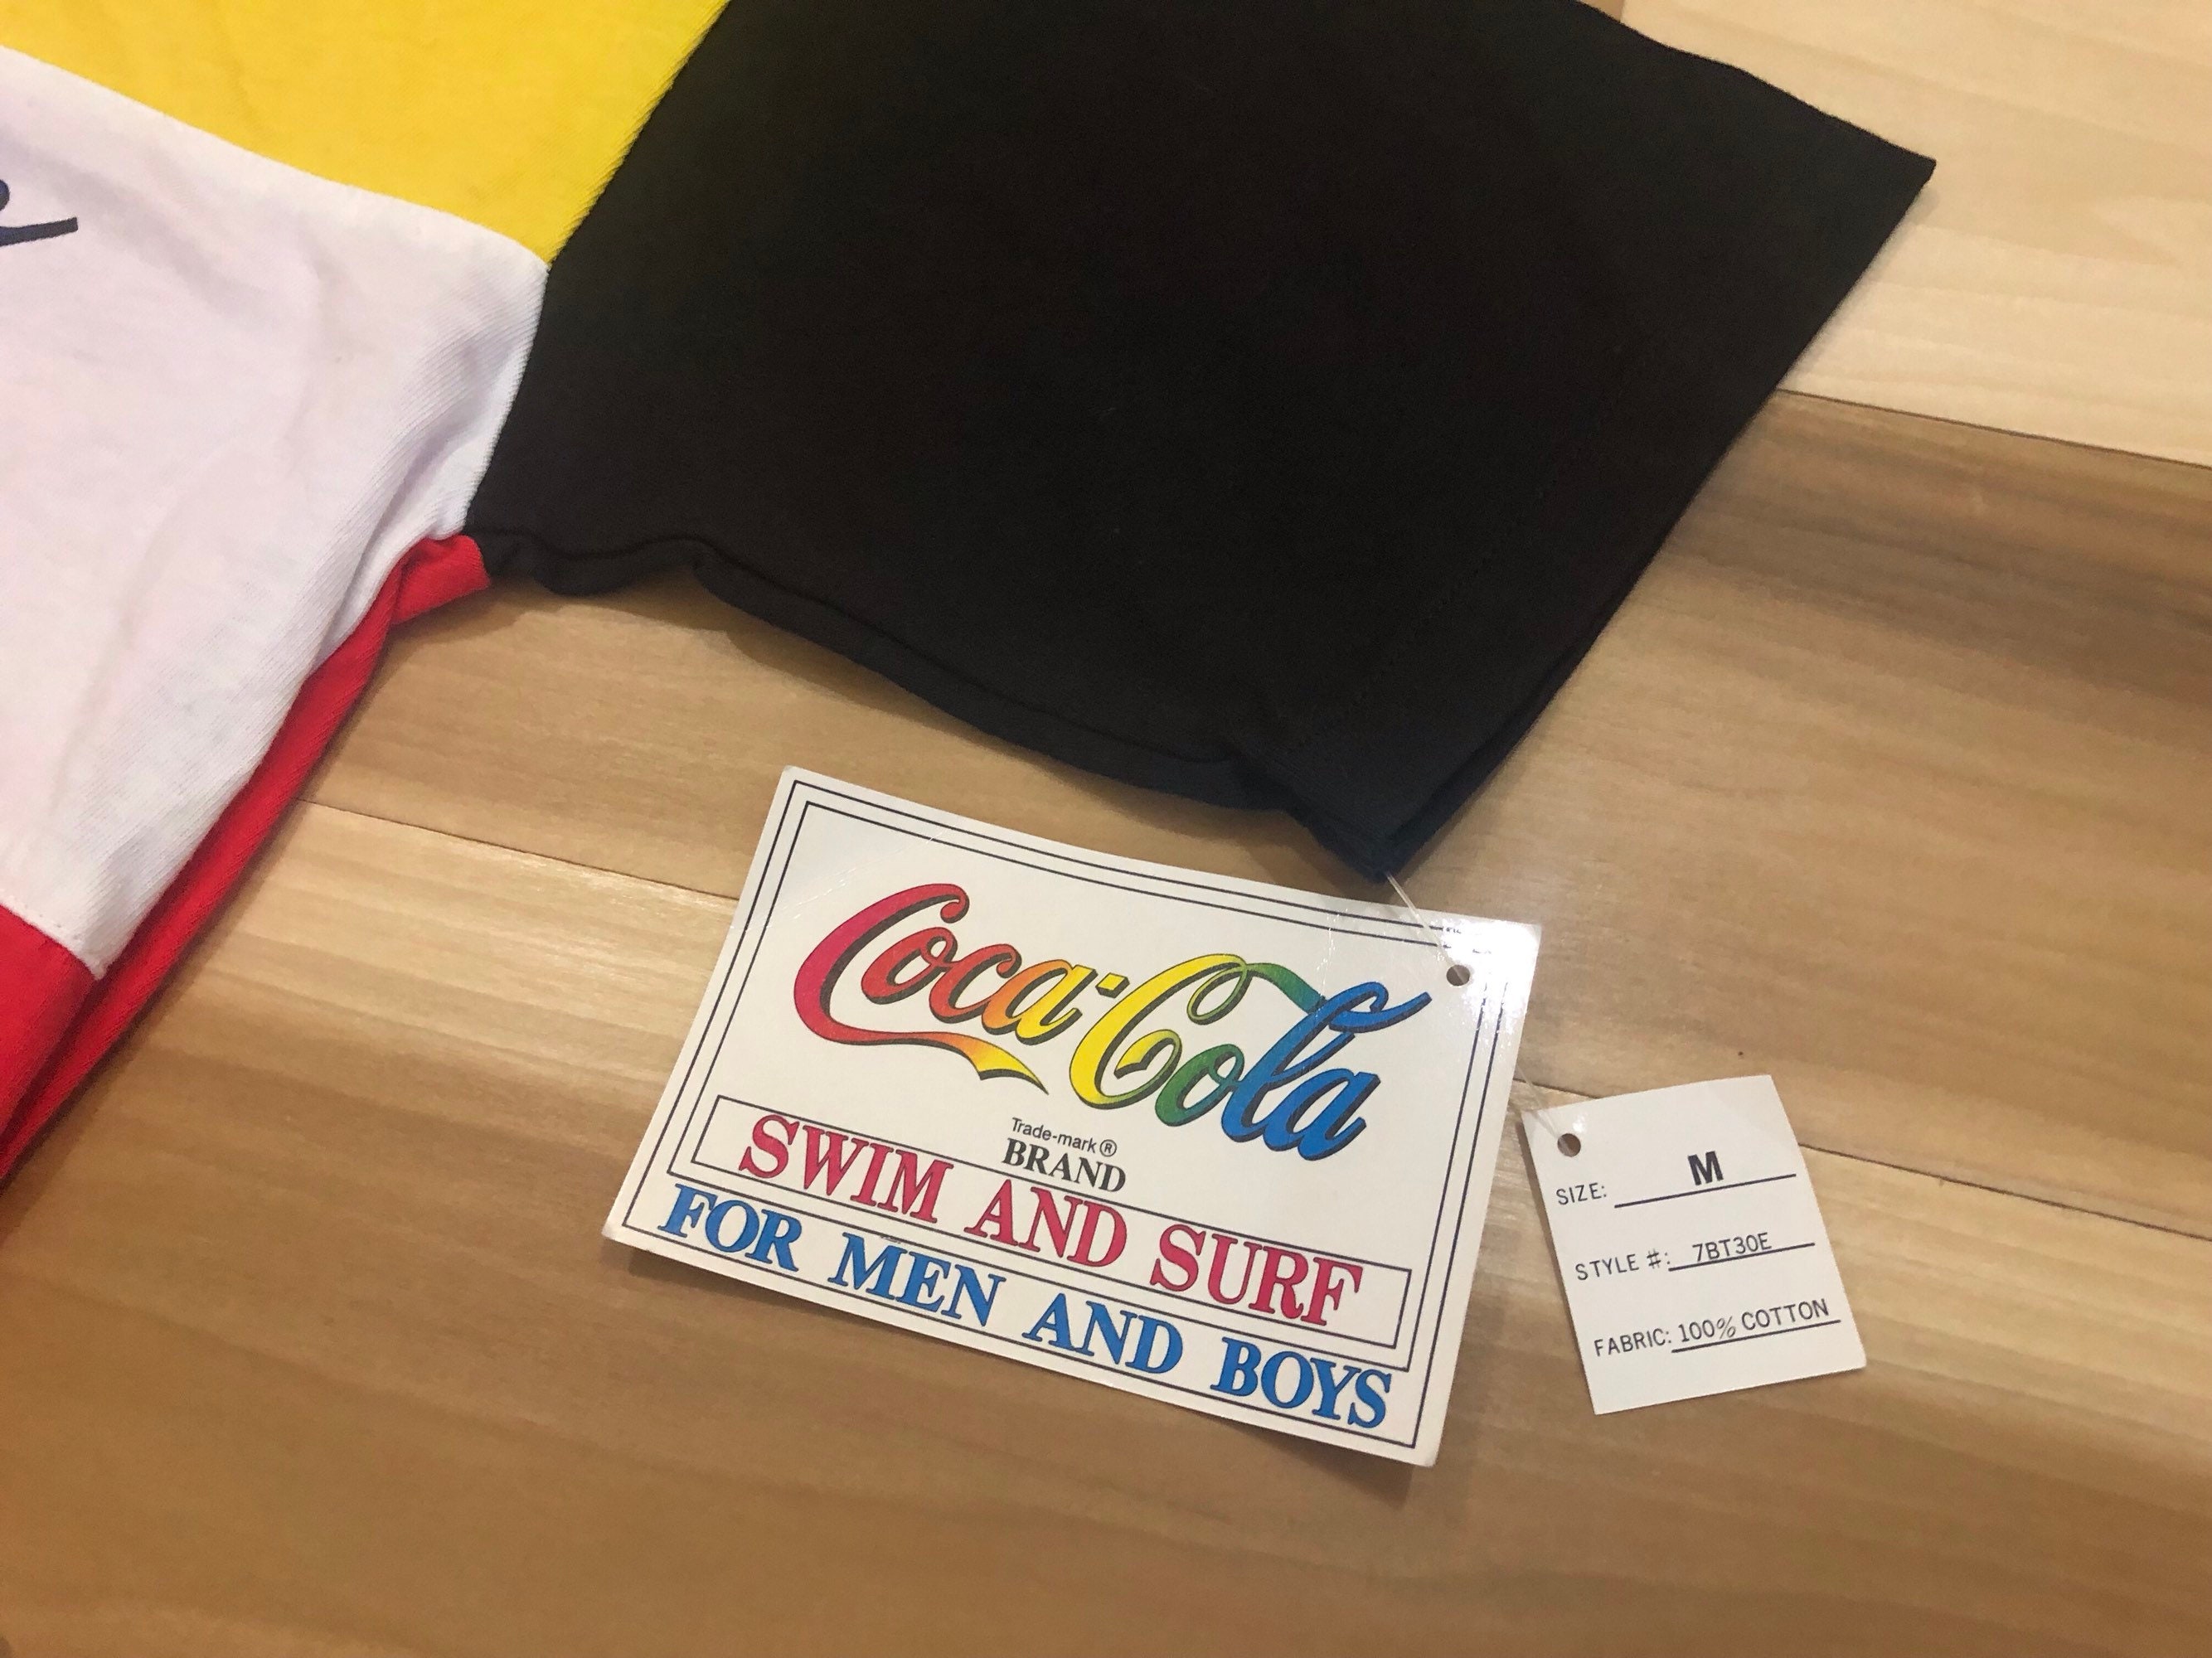 Coca-Cola
Trade-mark ®
BRAND
SWIM AND SURF
FOR MEN AND BOYS
SIZE: M
STYLE #: 7BT30E
FABRIC: 100% COTTON